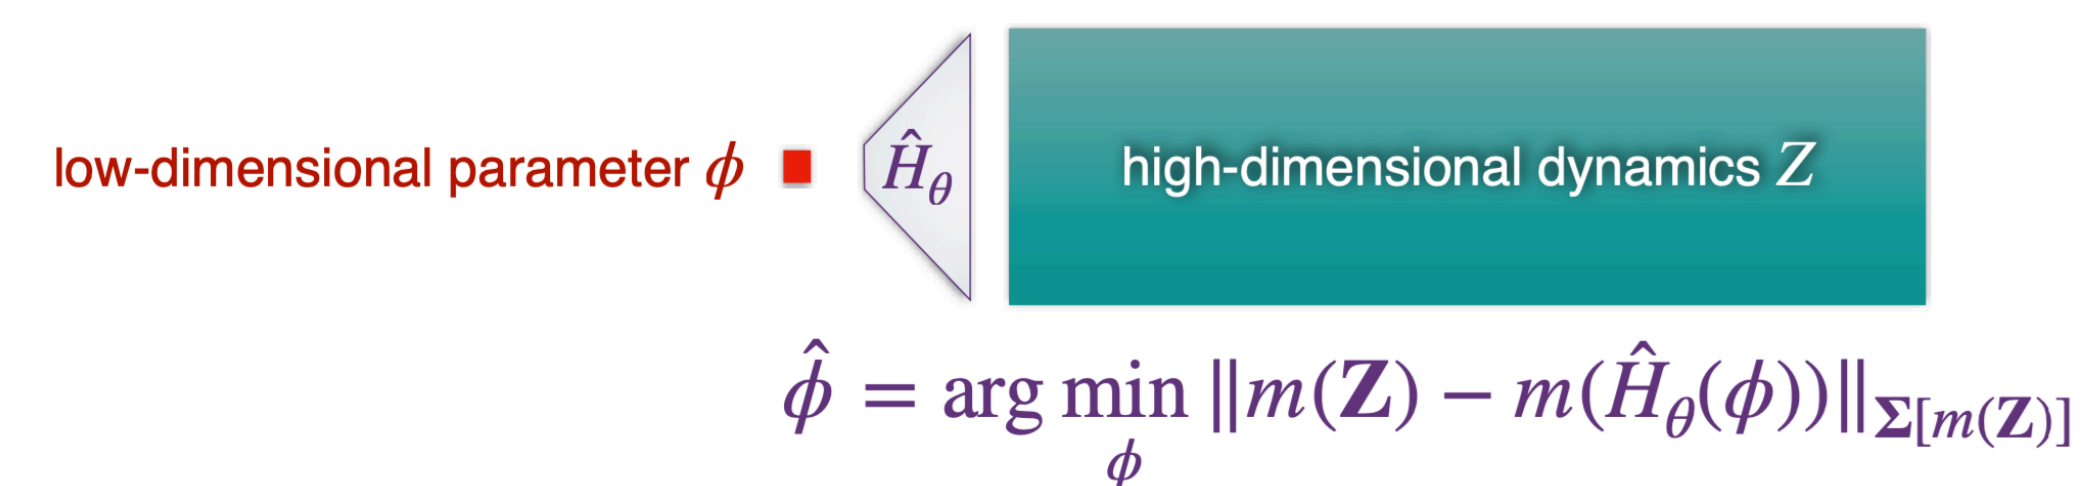 low-dimensional parameter ϕ Ĥ_θ high-dimensional dynamics Z
ϕ̂ = arg min_ϕ ||m(𝐙) − m(Ĥ_θ(ϕ))||_𝚺[m(𝐙)]